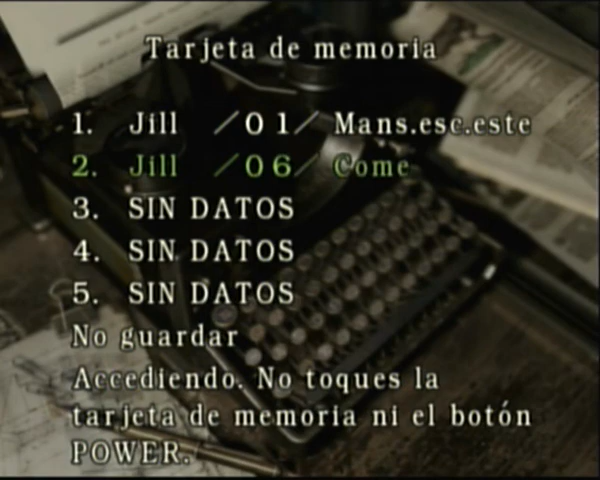 Tarjeta de memoria
1. Jill ／01／ Mans.esc.este
2. Jill ／06／ Come
3. SIN DATOS
4. SIN DATOS
5. SIN DATOS
No guardar
Accediendo. No toques la
tarjeta de memoria ni el botón
POWER.